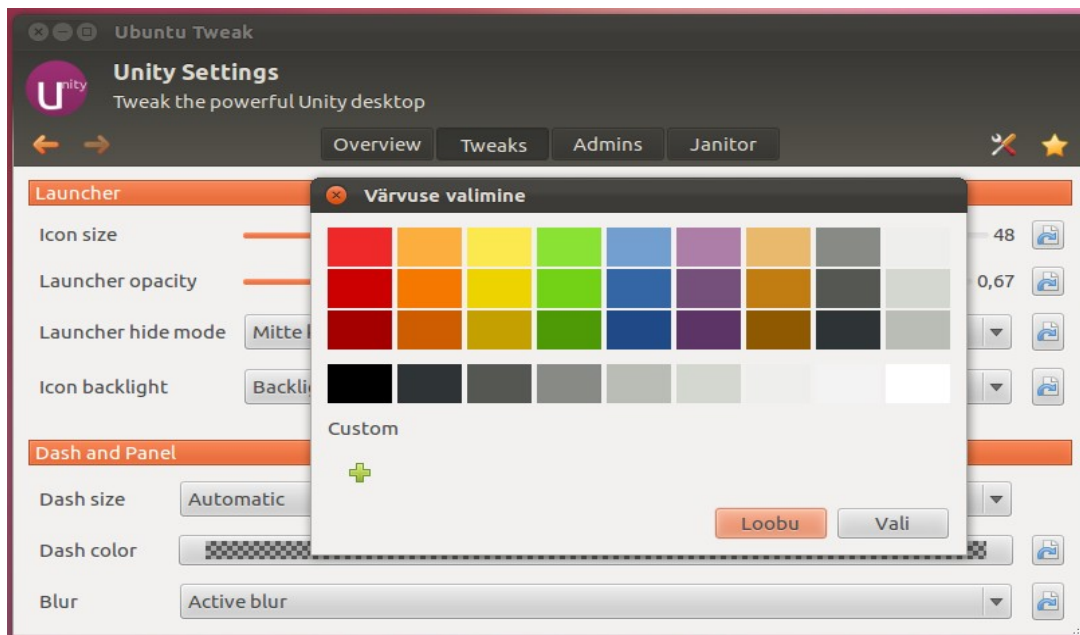 Ubuntu Tweak
Unity
Unity Settings
Tweak the powerful Unity desktop
Overview Tweaks Admins Janitor
Launcher
Värvuse valimine
Icon size 48
Launcher opacity 0,67
Launcher hide mode Mitte
Icon backlight
Custom
Dash and Panel
Dash size Automatic
Loobu Vali
Dash color
Blur Active blur